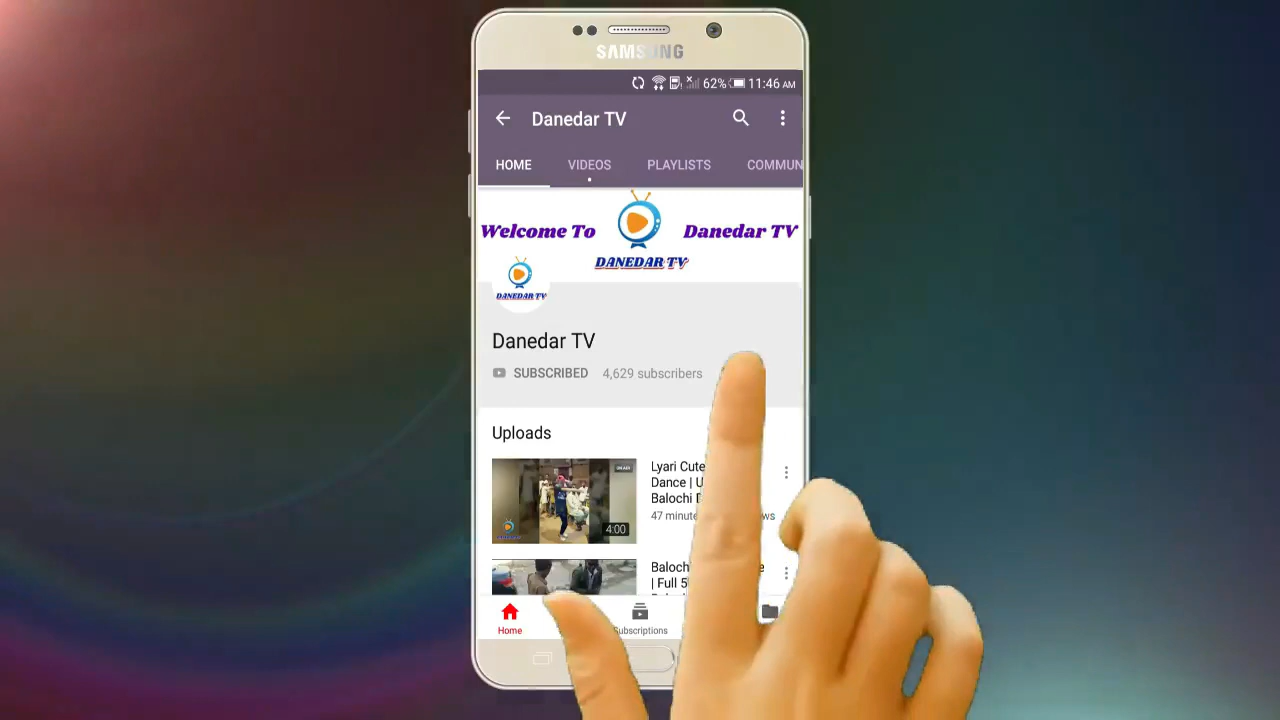 SAMSUNG
62% 11:46 AM
Danedar TV
HOME VIDEOS PLAYLISTS COMMUN
Welcome To
Danedar TV
DANEDAR TV
DANEDAR TV
Danedar TV
SUBSCRIBED 4,629 subscribers
Uploads
Lyari Cute
Dance | U
Balochi
47 minute
4:00
Baloch
| Full 5
Home
Subscriptions